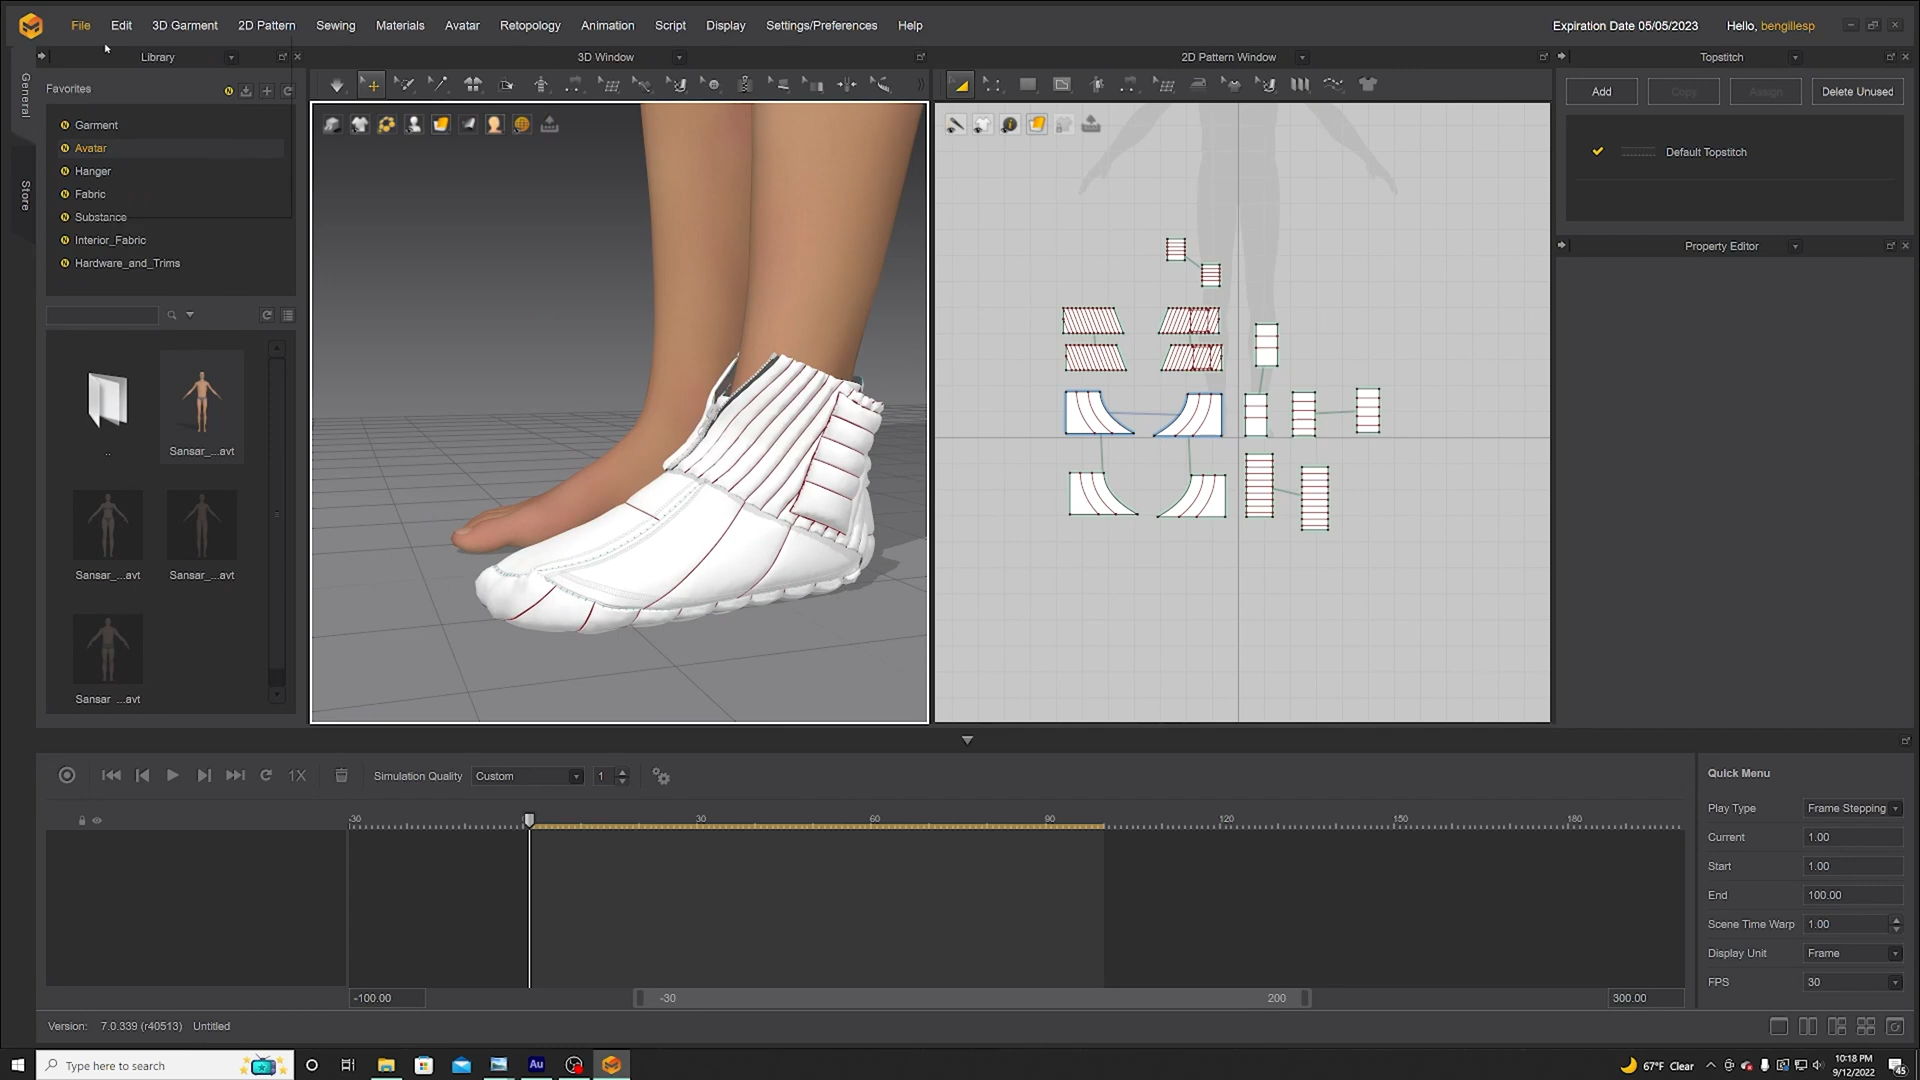 File Edit 3D Garment 2D Pattern Sewing Materials Avatar Retopology Animation Script Display Settings/Preferences Help Expiration Date 05/05/2023 Hello, bengillesp
Library 3D Window 2D Pattern Window Topstitch
General
Store
Favorites
Add Copy Assign Delete Unused
Garment
Avatar
Hanger
Fabric
Substance
Interior_Fabric
Hardware_and_Trims
Default Topstitch
Property Editor
..
Sansar_...avt
Sansar_...avt
Sansar_...avt
Sansar_...avt
1X Simulation Quality Custom 1
-30 30 60 90 120 150 180
Quick Menu
Play Type Frame Stepping
Current 1.00
Start 1.00
End 100.00
Scene Time Warp 1.00
Display Unit Frame
FPS 30
-100.00 -30 200 300.00
Version: 7.0.339 (r40513) Untitled
Type here to search
Au
67°F Clear
10:18 PM
9/12/2022
45